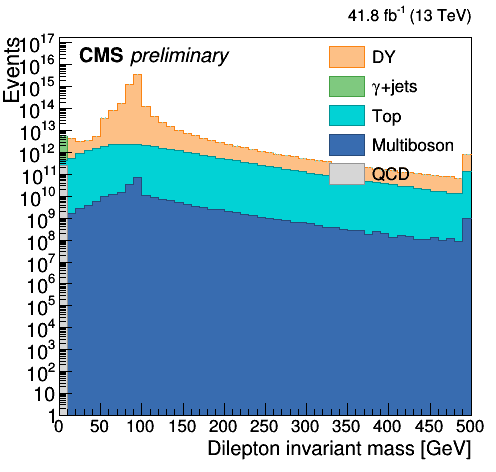 41.8 fb⁻¹ (13 TeV)
CMS preliminary
Events
DY
γ+jets
Top
Multiboson
QCD
10¹⁷
10¹⁶
10¹⁵
10¹⁴
10¹³
10¹²
10¹¹
10¹⁰
10⁹
10⁸
10⁷
10⁶
10⁵
10⁴
10³
10²
10
1
0 50 100 150 200 250 300 350 400 450 500
Dilepton invariant mass [GeV]